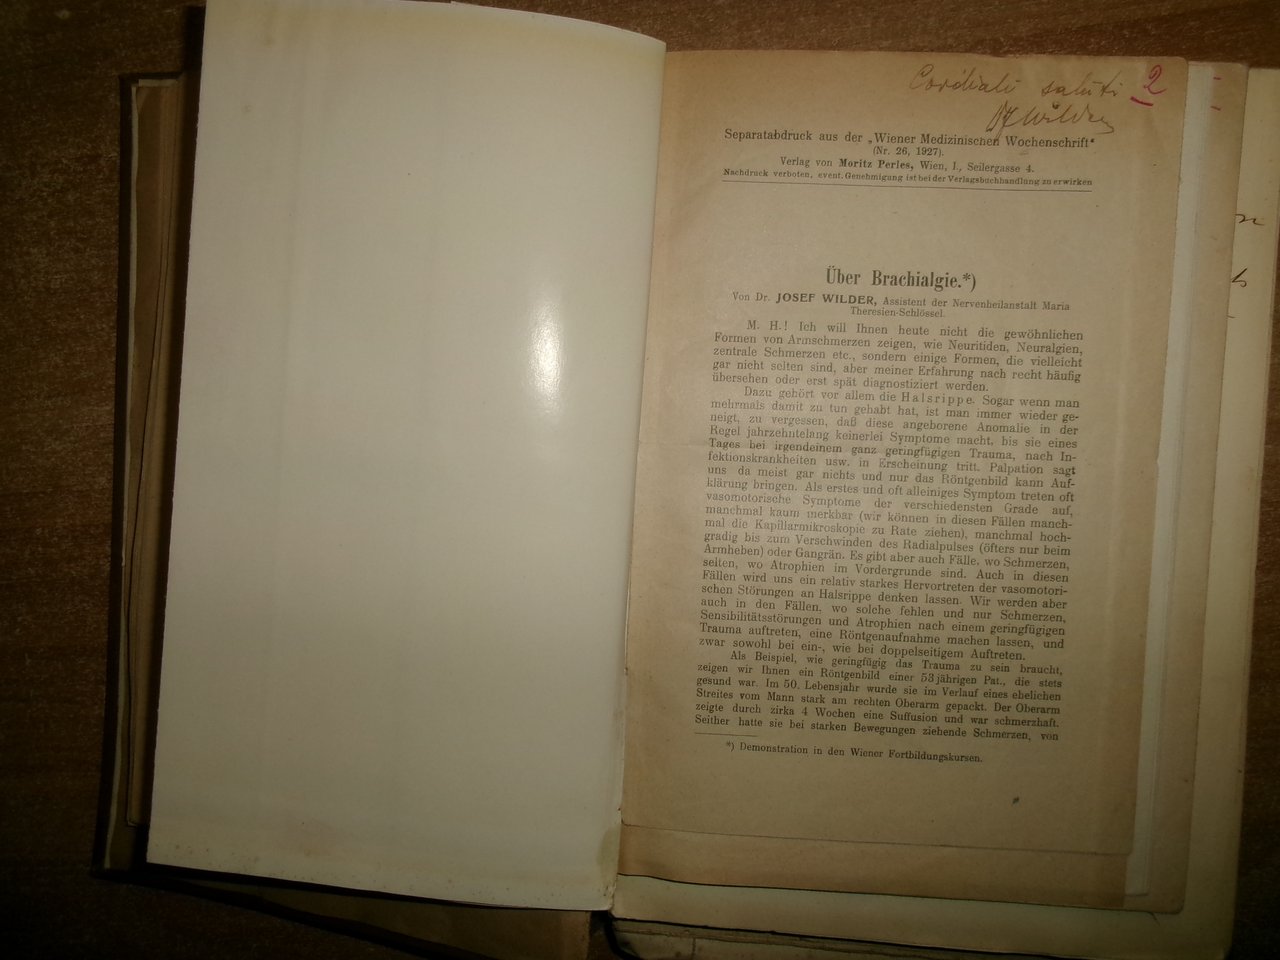 Cordiali saluti 2
JWilder
Separatabdruck aus der „Wiener Medizinischen Wochenschrift“
(Nr. 26, 1927).
Verlag von Moritz Perles, Wien, I., Seilergasse 4.
Nachdruck verboten, event. Genehmigung ist bei der Verlagsbuchhandlung zu erwirken
Über Brachialgie.*)
Von Dr. JOSEF WILDER, Assistent der Nervenheilanstalt Maria
Theresien-Schlössel.
M. H.! Ich will Ihnen heute nicht die gewöhnlichen
Formen von Armschmerzen zeigen, wie Neuritiden, Neuralgien,
zentrale Schmerzen etc., sondern einige Formen, die vielleicht
gar nicht selten sind, aber meiner Erfahrung nach recht häufig
übersehen oder erst spät diagnostiziert werden.
Dazu gehört vor allem die Halsrippe. Sogar wenn man
mehrmals damit zu tun gehabt hat, ist man immer wieder ge-
neigt, zu vergessen, daß diese angeborene Anomalie in der
Regel jahrzehntelang keinerlei Symptome macht, bis sie eines
Tages bei irgendeinem ganz geringfügigen Trauma, nach In-
fektionskrankheiten usw. in Erscheinung tritt. Palpation sagt
uns da meist gar nichts und nur das Röntgenbild kann Auf-
klärung bringen. Als erstes und oft alleiniges Symptom treten oft
vasomotorische Symptome der verschiedensten Grade auf,
manchmal kaum merkbar (wir können in diesen Fällen manch-
mal die Kapillarmikroskopie zu Rate ziehen), manchmal hoch-
gradig bis zum Verschwinden des Radialpulses (öfters nur beim
Armheben) oder Gangrän. Es gibt aber auch Fälle, wo Schmerzen,
selten, wo Atrophien im Vordergrunde sind. Auch in diesen
Fällen wird uns ein relativ starkes Hervortreten der vasomotori-
schen Störungen an Halsrippe denken lassen. Wir werden aber
auch in den Fällen, wo solche fehlen und nur Schmerzen,
Sensibilitätsstörungen und Atrophien nach einem geringfügigen
Trauma auftreten, eine Röntgenaufnahme machen lassen, und
zwar sowohl bei ein-, wie bei doppelseitigem Auftreten.
Als Beispiel, wie geringfügig das Trauma zu sein braucht,
zeigen wir Ihnen ein Röntgenbild einer 53 jährigen Pat., die stets
gesund war. Im 50. Lebensjahr wurde sie im Verlauf eines ehelichen
Streites vom Mann stark am rechten Oberarm gepackt. Der Oberarm
zeigte durch zirka 4 Wochen eine Suffusion und war schmerzhaft.
Seither hatte sie bei starken Bewegungen ziehende Schmerzen, von
*) Demonstration in den Wiener Fortbildungskursen.